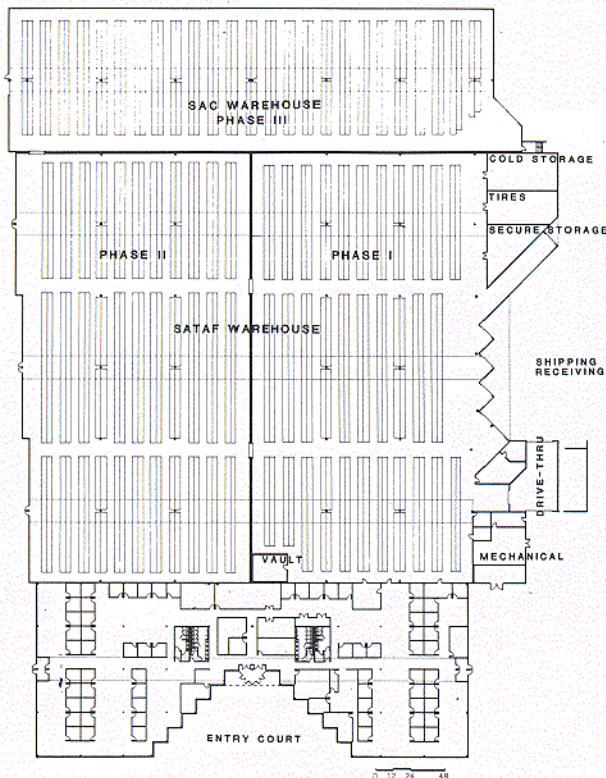 SAC WAREHOUSE
PHASE III
COLD STORAGE
TIRES
SECURE STORAGE
PHASE II
PHASE I
SATAF WAREHOUSE
SHIPPING
RECEIVING
DRIVE-THRU
VAULT
MECHANICAL
ENTRY COURT
0 12 24 48